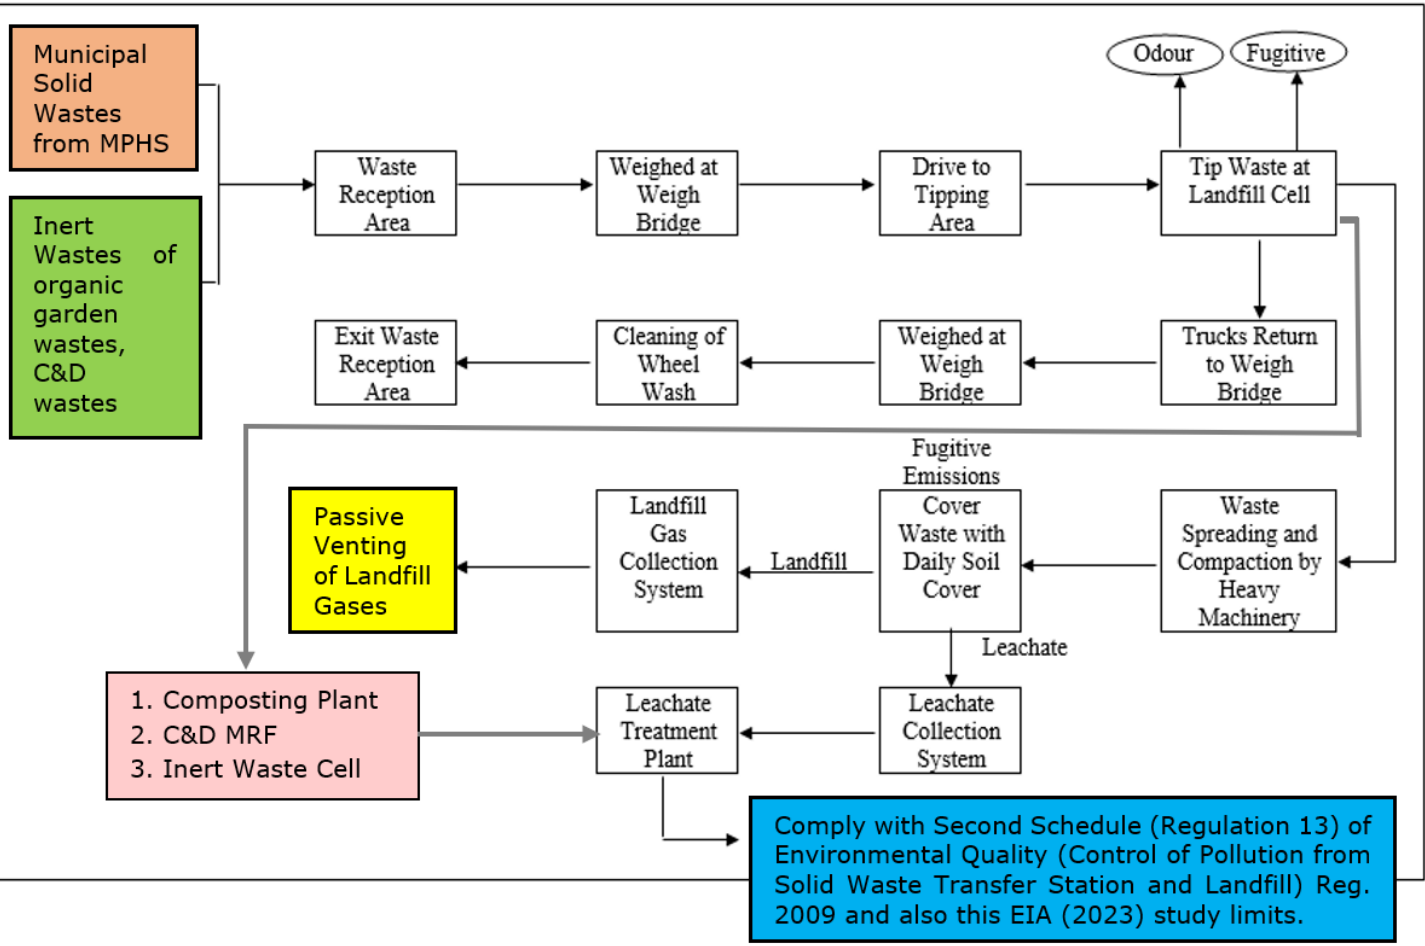 Municipal
Solid
Wastes
from MPHS
Inert
Wastes of
organic
garden
wastes,
C&D
wastes
Odour
Fugitive
Waste
Reception
Area
Weighed at
Weigh
Bridge
Drive to
Tipping
Area
Tip Waste at
Landfill Cell
Exit Waste
Reception
Area
Cleaning of
Wheel
Wash
Weighed at
Weigh
Bridge
Trucks Return
to Weigh
Bridge
Passive
Venting
of Landfill
Gases
Landfill
Gas
Collection
System
Landfill
Fugitive
Emissions
Cover
Waste with
Daily Soil
Cover
Waste
Spreading and
Compaction by
Heavy
Machinery
Leachate
1. Composting Plant
2. C&D MRF
3. Inert Waste Cell
Leachate
Treatment
Plant
Leachate
Collection
System
Comply with Second Schedule (Regulation 13) of
Environmental Quality (Control of Pollution from
Solid Waste Transfer Station and Landfill) Reg.
2009 and also this EIA (2023) study limits.